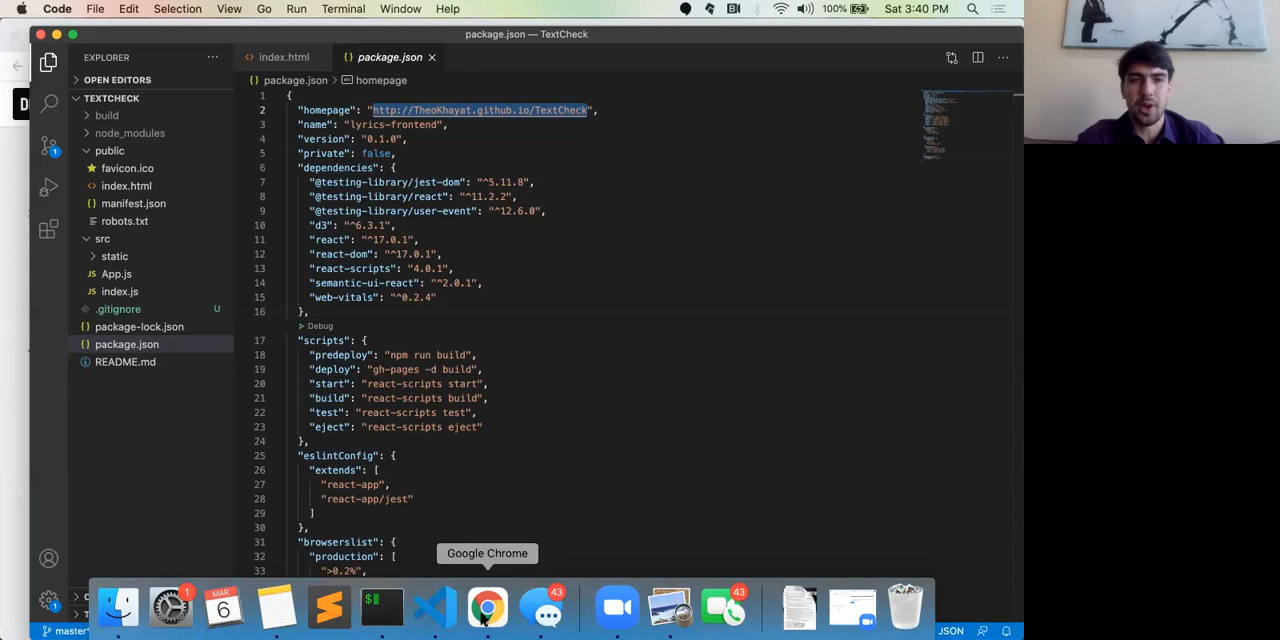 Code File Edit Selection View Go Run Terminal Window Help 100% Sat 3:40 PM
package.json — TextCheck
EXPLORER
OPEN EDITORS
TEXTCHECK
build
node_modules
public
favicon.ico
index.html
manifest.json
robots.txt
src
static
App.js
index.js
.gitignore U
package-lock.json
package.json
README.md
index.html package.json
package.json > homepage
1 {
2 "homepage": "http://TheoKhayat.github.io/TextCheck",
3 "name": "lyrics-frontend",
4 "version": "0.1.0",
5 "private": false,
6 "dependencies": {
7 "@testing-library/jest-dom": "^5.11.8",
8 "@testing-library/react": "^11.2.2",
9 "@testing-library/user-event": "^12.6.0",
10 "d3": "^6.3.1",
11 "react": "^17.0.1",
12 "react-dom": "^17.0.1",
13 "react-scripts": "4.0.1",
14 "semantic-ui-react": "^2.0.1",
15 "web-vitals": "^0.2.4"
16 },
Debug
17 "scripts": {
18 "predeploy": "npm run build",
19 "deploy": "gh-pages -d build",
20 "start": "react-scripts start",
21 "build": "react-scripts build",
22 "test": "react-scripts test",
23 "eject": "react-scripts eject"
24 },
25 "eslintConfig": {
26 "extends": [
27 "react-app",
28 "react-app/jest"
29 ]
30 },
31 "browserslist": {
32 "production": [
33 ">0.2%",
Google Chrome
1
MAR
6
$
43
43
master*
JSON